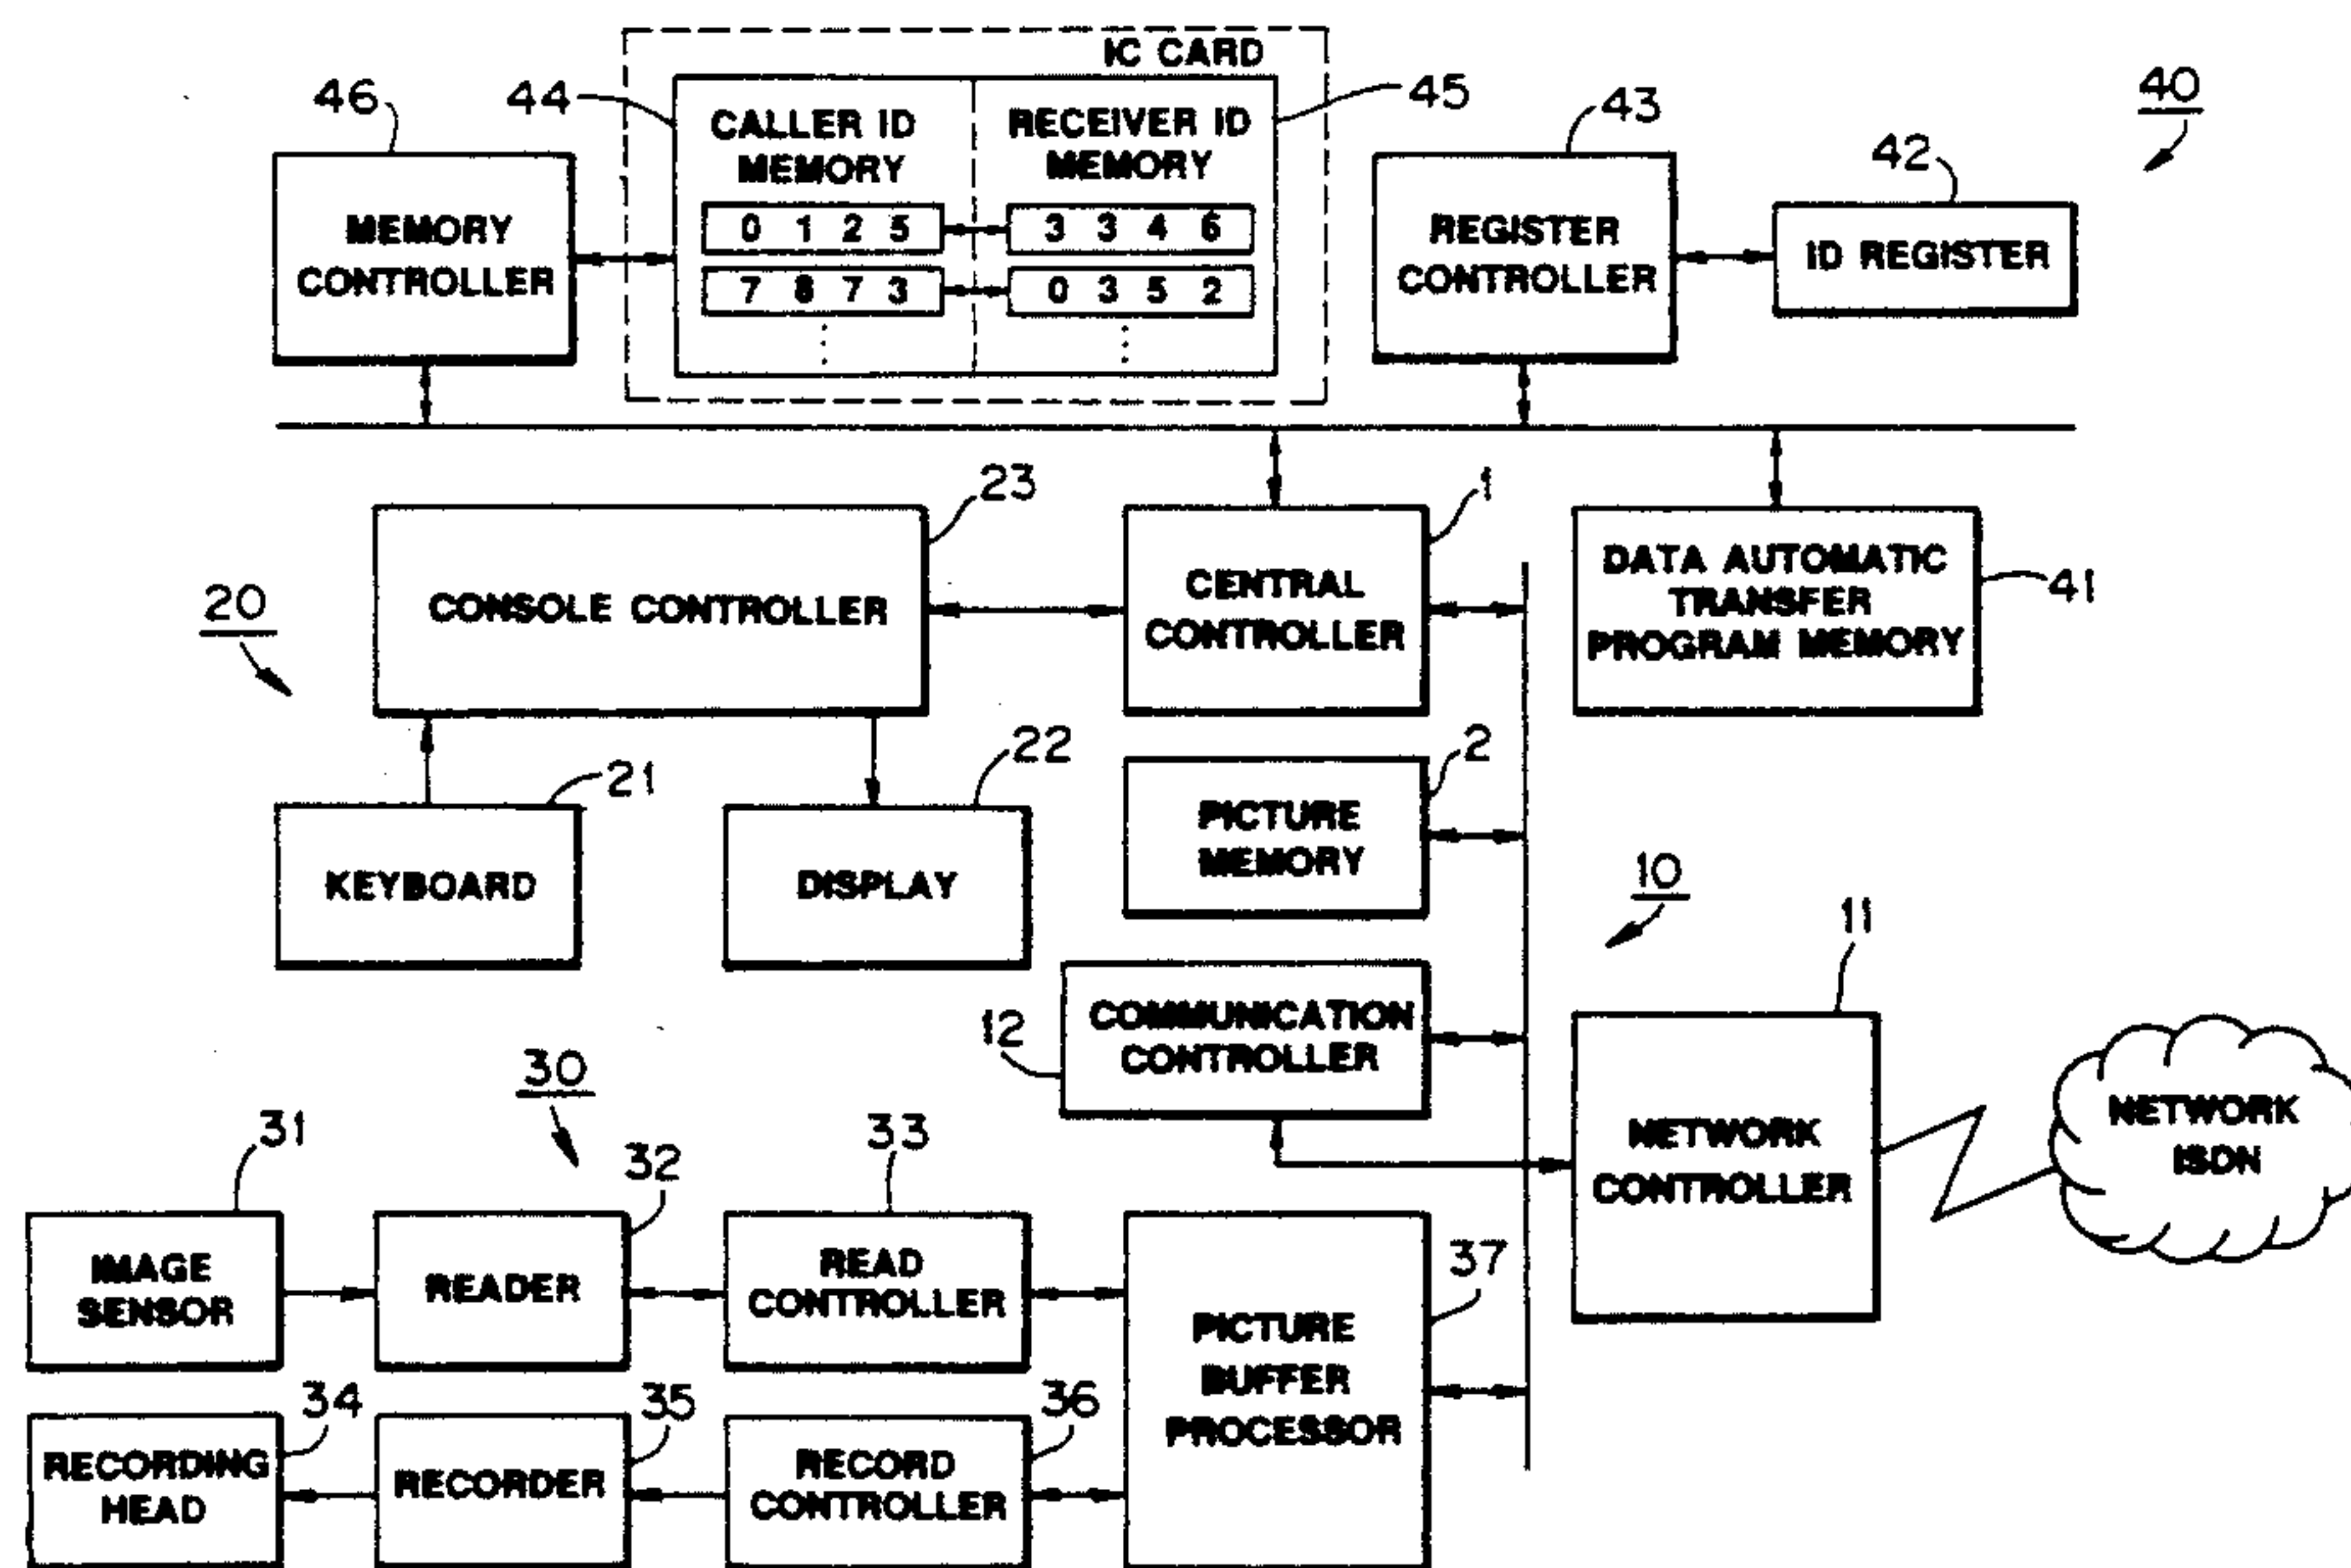 IC CARD
46
44
45
43
40
42
CALLER ID
MEMORY
RECEIVER ID
MEMORY
MEMORY
CONTROLLER
0 1 2 5
3 3 4 6
7 8 7 3
0 3 5 2
REGISTER
CONTROLLER
ID REGISTER
23
1
20
CONSOLE CONTROLLER
CENTRAL
CONTROLLER
DATA AUTOMATIC
TRANSFER
PROGRAM MEMORY
41
21
22
2
KEYBOARD
DISPLAY
PICTURE
MEMORY
10
11
12
COMMUNICATION
CONTROLLER
NETWORK
CONTROLLER
NETWORK
ISDN
30
31
32
33
37
IMAGE
SENSOR
READER
READ
CONTROLLER
PICTURE
BUFFER
PROCESSOR
34
35
36
RECORDING
HEAD
RECORDER
RECORD
CONTROLLER